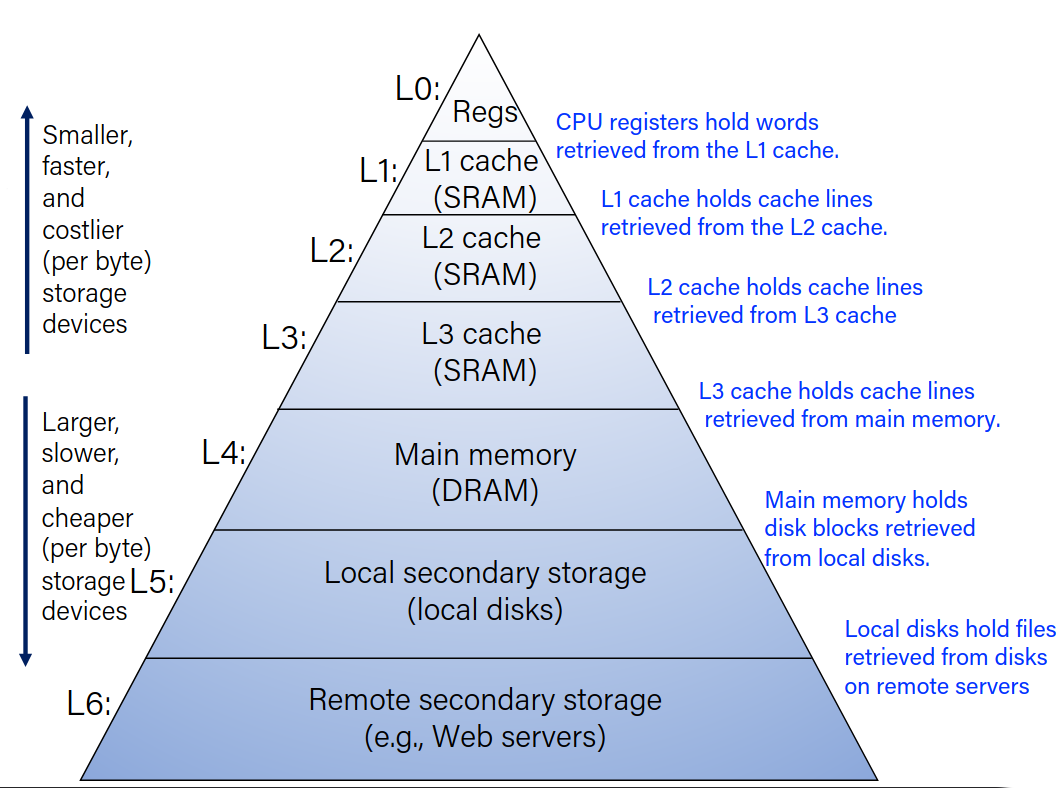 L0:
Regs
CPU registers hold words
retrieved from the L1 cache.
Smaller,
faster,
and
costlier
(per byte)
storage
devices
L1:
L1 cache
(SRAM)
L1 cache holds cache lines
retrieved from the L2 cache.
L2:
L2 cache
(SRAM)
L2 cache holds cache lines
retrieved from L3 cache
L3:
L3 cache
(SRAM)
L3 cache holds cache lines
retrieved from main memory.
Larger,
slower,
and
cheaper
(per byte)
storage
devices
L4:
Main memory
(DRAM)
Main memory holds
disk blocks retrieved
from local disks.
L5:
Local secondary storage
(local disks)
Local disks hold files
retrieved from disks
on remote servers
L6:
Remote secondary storage
(e.g., Web servers)